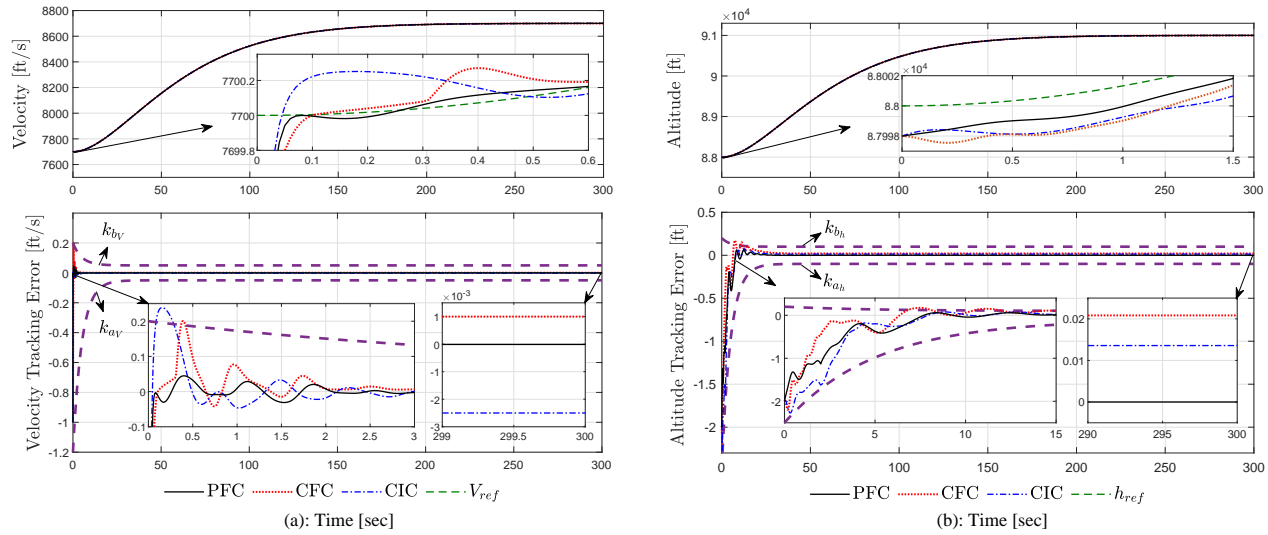 8800
8600
8400
8200
8000
7800
7600
Velocity [ft/s]
7700.2
7700
7699.8
0 0.1 0.2 0.3 0.4 0.5 0.6
0 50 100 150 200 250 300
0.2
0
-0.2
-0.4
-0.6
-0.8
-1
-1.2
Velocity Tracking Error [ft/s]
k_{b_V}
k_{a_V}
0.2
0.1
0
-0.1
0 0.5 1 1.5 2 2.5 3
×10^{-3}
1
0
-1
-2
-3
299 299.5 300
0 50 100 150 200 250 300
PFC CFC CIC V_{ref}
(a): Time [sec]
×10^4
9.1
9
8.9
8.8
Altitude [ft]
×10^4
8.8002
8.8
8.7998
0 0.5 1 1.5
0 50 100 150 200 250 300
0.5
0
-0.5
-1
-1.5
-2
Altitude Tracking Error [ft]
k_{b_h}
k_{a_h}
0
-1
-2
0 5 10 15
0.02
0.01
0
290 295 300
0 50 100 150 200 250 300
PFC CFC CIC h_{ref}
(b): Time [sec]